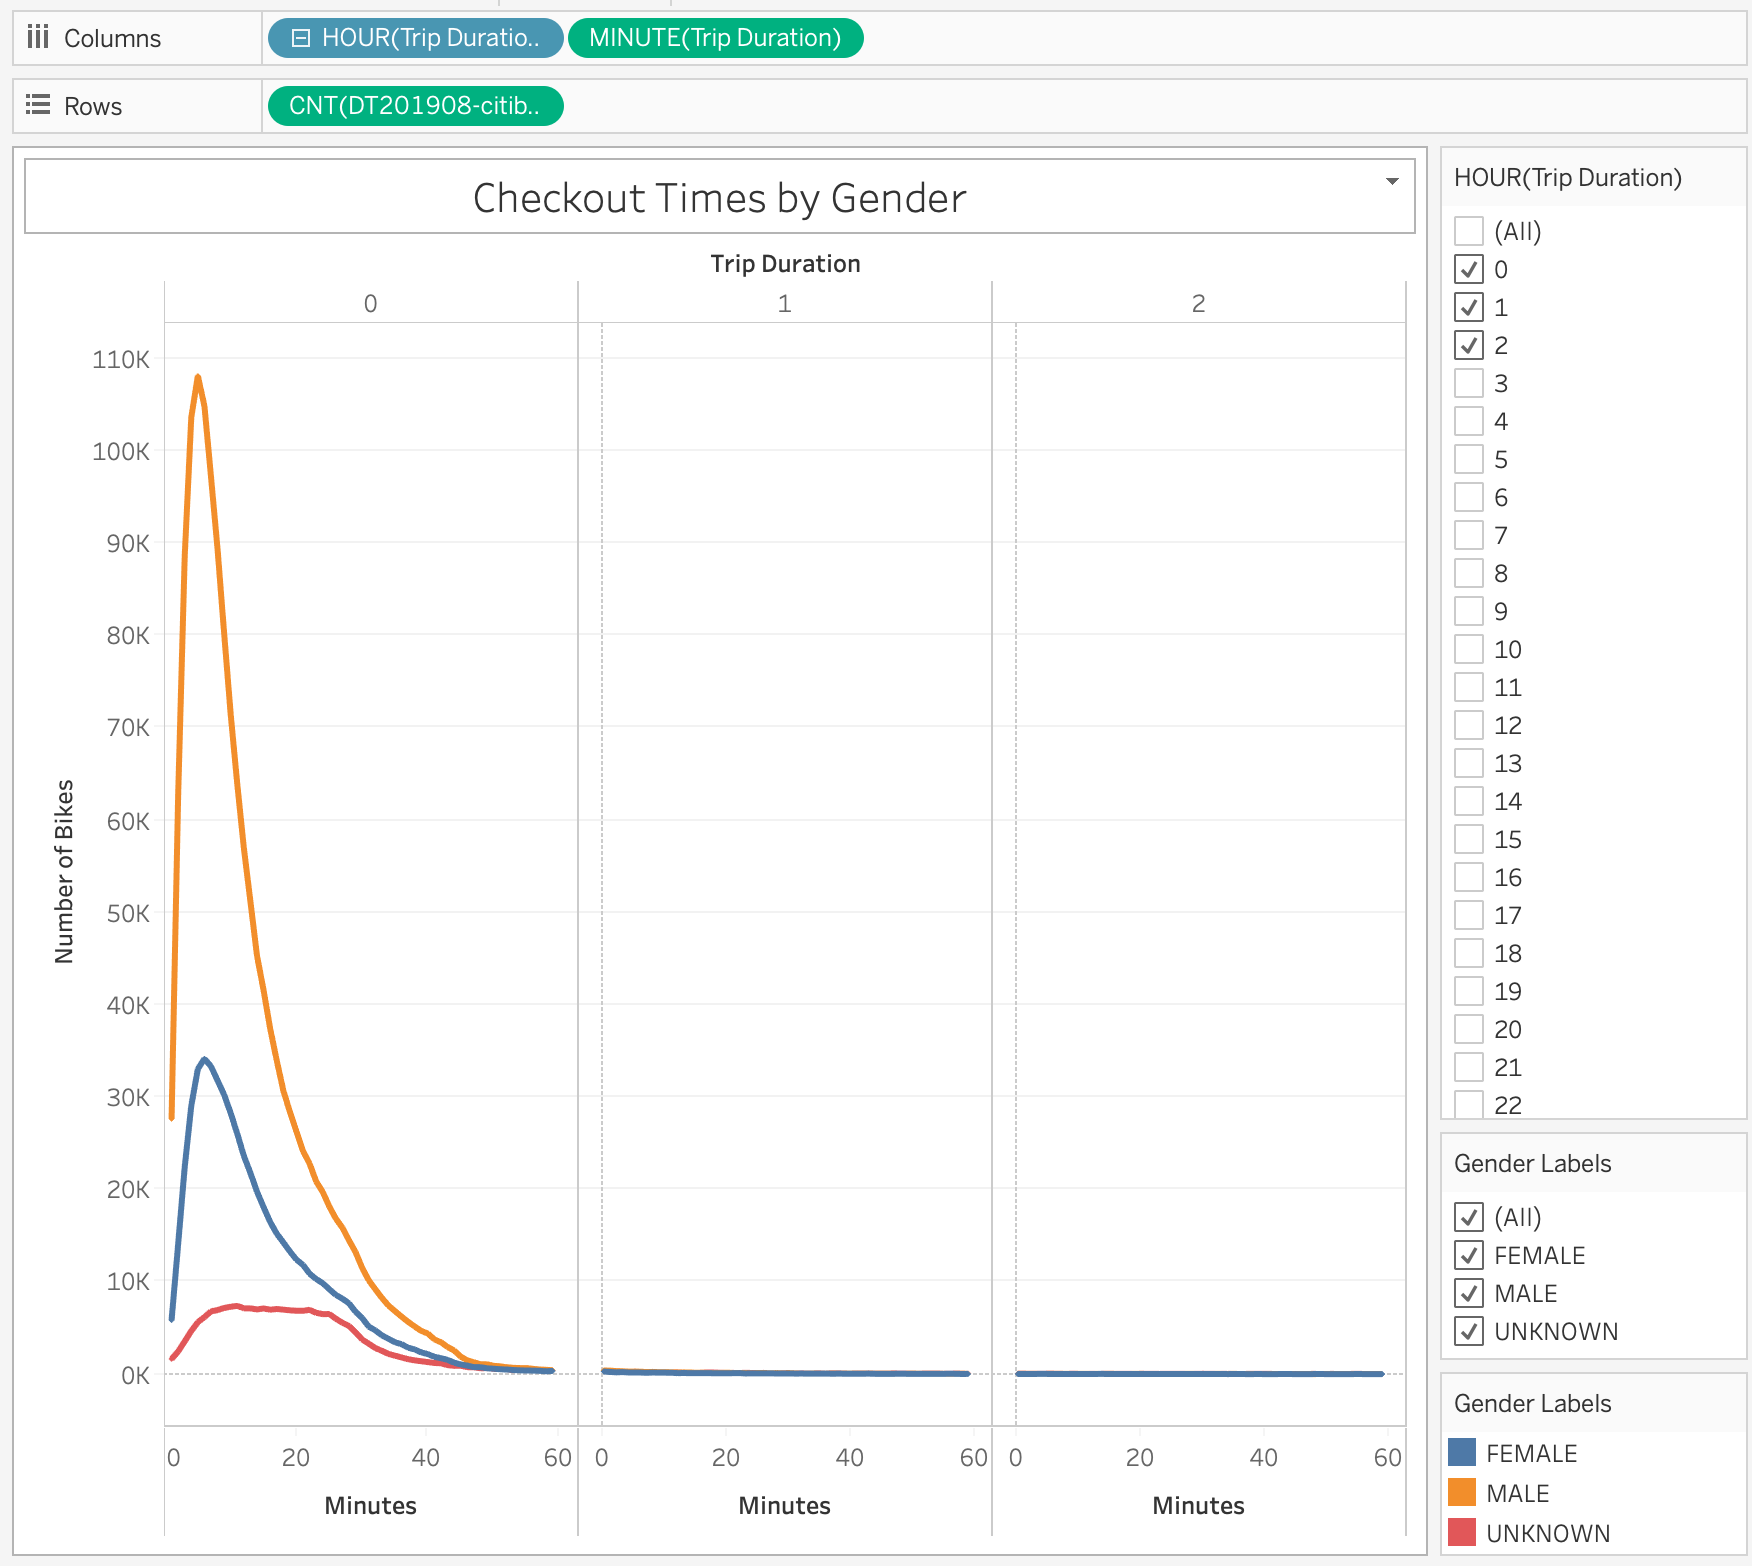 Columns
HOUR(Trip Duratio..
MINUTE(Trip Duration)
Rows
CNT(DT201908-citib..
Checkout Times by Gender
Trip Duration
0
1
2
110K
100K
90K
80K
70K
60K
50K
40K
30K
20K
10K
0K
Number of Bikes
0 20 40 60
0 20 40 60
0 20 40 60
Minutes
Minutes
Minutes
HOUR(Trip Duration)
(All)
0
1
2
3
4
5
6
7
8
9
10
11
12
13
14
15
16
17
18
19
20
21
22
Gender Labels
(All)
FEMALE
MALE
UNKNOWN
Gender Labels
FEMALE
MALE
UNKNOWN